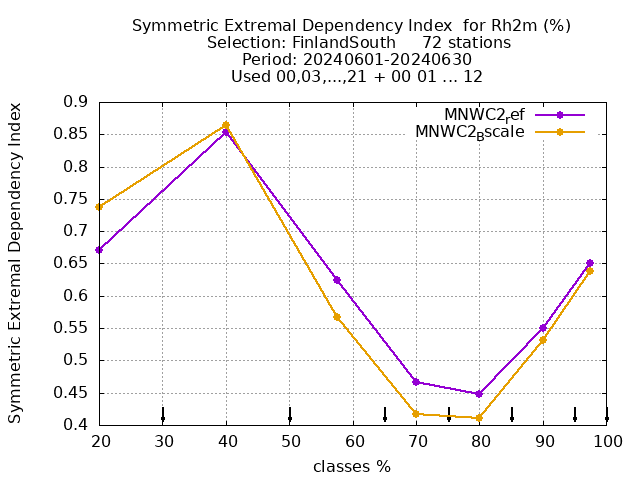 Symmetric Extremal Dependency Index for Rh2m (%)
Selection: FinlandSouth 72 stations
Period: 20240601-20240630
Used 00,03,...,21 + 00 01 ... 12
Symmetric Extremal Dependency Index
0.9
0.85
0.8
0.75
0.7
0.65
0.6
0.55
0.5
0.45
0.4
MNWC2ref
MNWC2Bscale
20 30 40 50 60 70 80 90 100
classes %